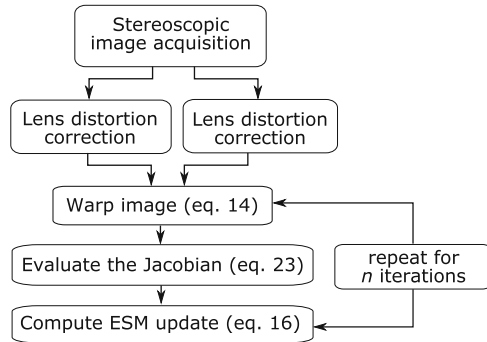 Stereoscopic
image acquisition
Lens distortion
correction
Lens distortion
correction
Warp image (eq. 14)
Evaluate the Jacobian (eq. 23)
repeat for
n iterations
Compute ESM update (eq. 16)